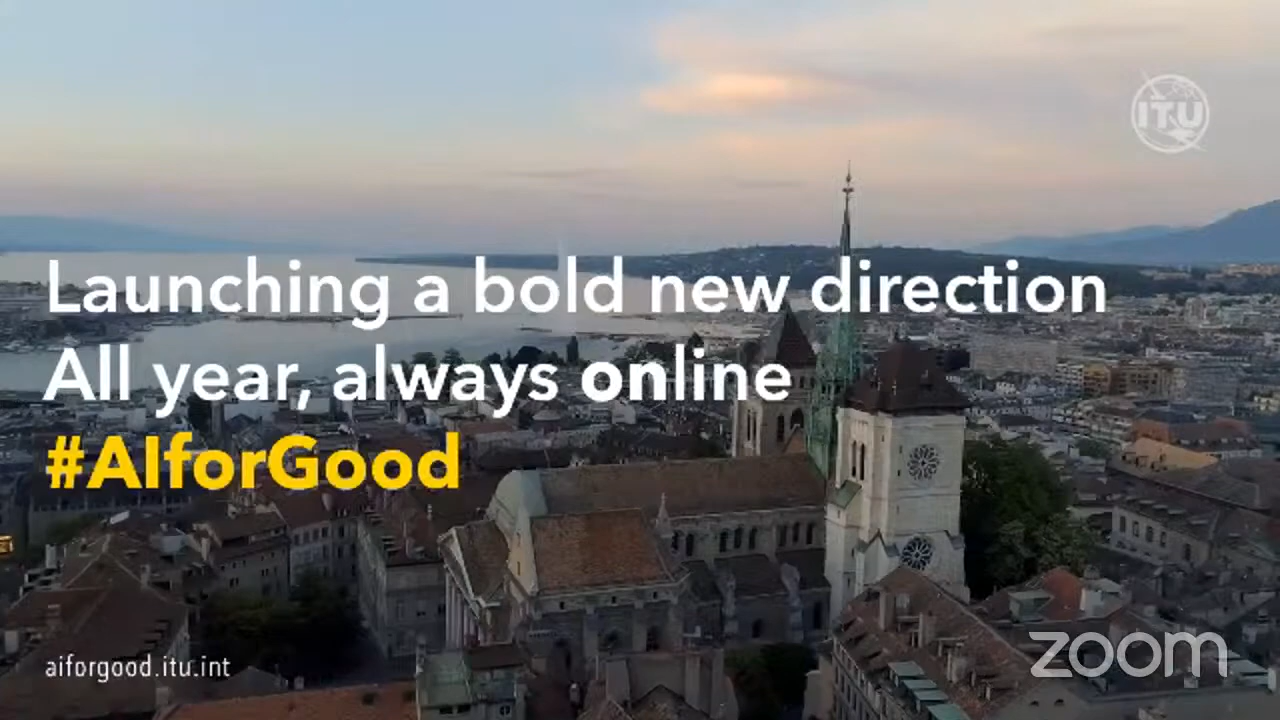 ITU
Launching a bold new direction
All year, always online
#AIforGood
aiforgood.itu.int
zoom